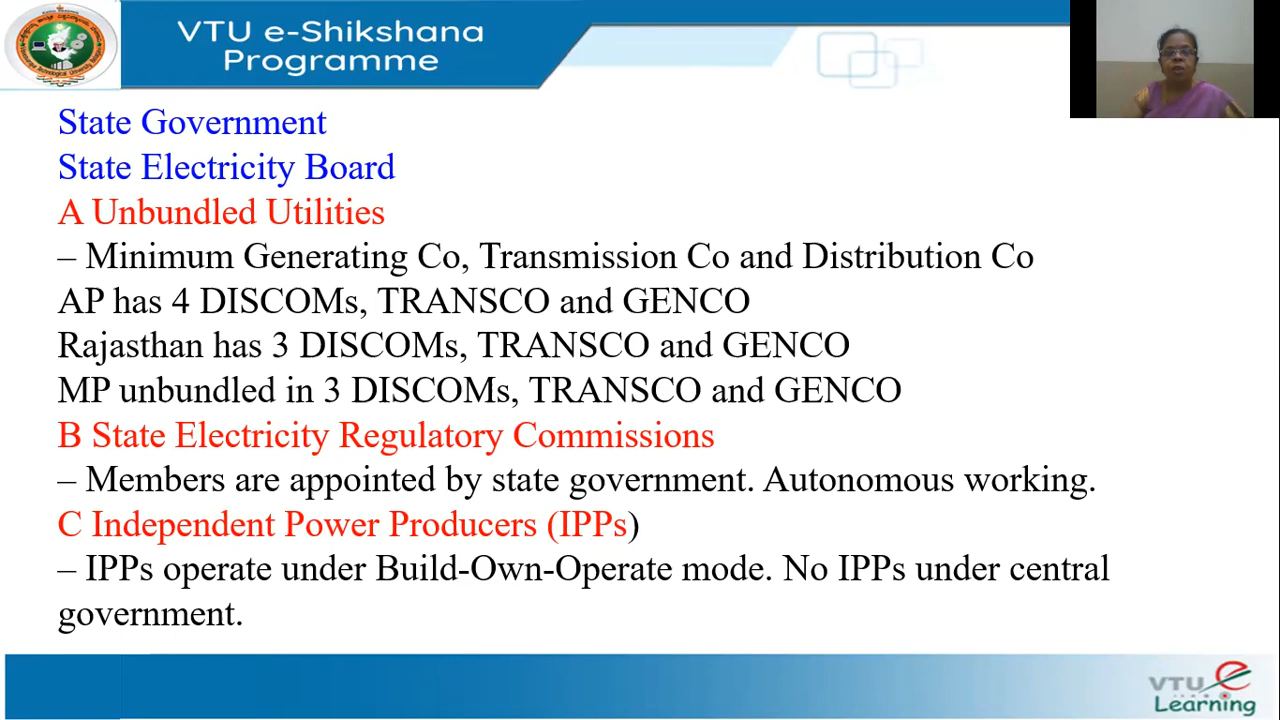 VTU e-Shikshana
Programme
State Government
State Electricity Board
A Unbundled Utilities
– Minimum Generating Co, Transmission Co and Distribution Co
AP has 4 DISCOMs, TRANSCO and GENCO
Rajasthan has 3 DISCOMs, TRANSCO and GENCO
MP unbundled in 3 DISCOMs, TRANSCO and GENCO
B State Electricity Regulatory Commissions
– Members are appointed by state government. Autonomous working.
C Independent Power Producers (IPPs)
– IPPs operate under Build-Own-Operate mode. No IPPs under central
government.
VTU e
Learning